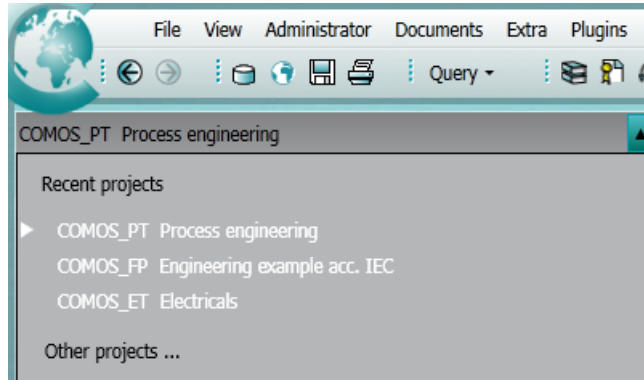 File View Administrator Documents Extra Plugins
Query
COMOS_PT Process engineering
Recent projects
COMOS_PT Process engineering
COMOS_FP Engineering example acc. IEC
COMOS_ET Electricals
Other projects ...